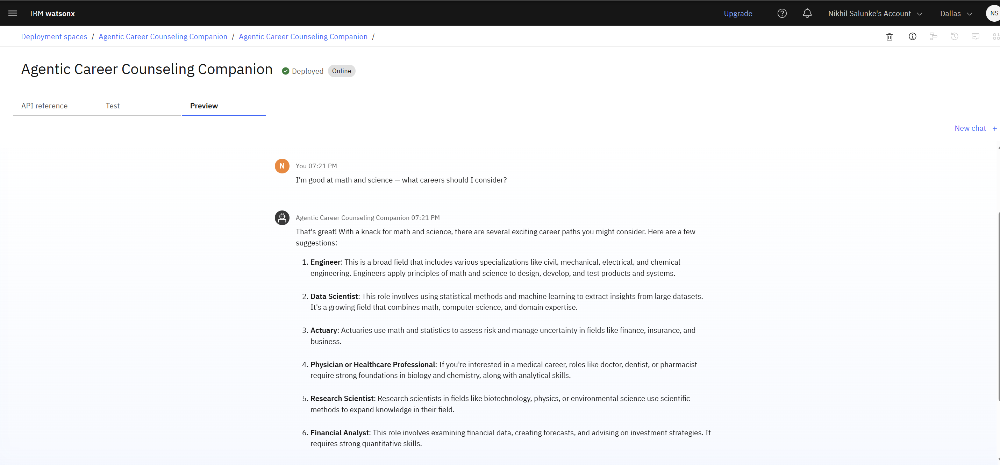 IBM watsonx
Upgrade
Nikhil Salunke's Account
Dallas
NS
Deployment spaces / Agentic Career Counseling Companion / Agentic Career Counseling Companion /
Agentic Career Counseling Companion
Deployed
Online
API reference
Test
Preview
New chat +
N
You 07:21 PM
I’m good at math and science — what careers should I consider?
Agentic Career Counseling Companion 07:21 PM
That's great! With a knack for math and science, there are several exciting career paths you might consider. Here are a few
suggestions:
1. Engineer: This is a broad field that includes various specializations like civil, mechanical, electrical, and chemical
engineering. Engineers apply principles of math and science to design, develop, and test products and systems.
2. Data Scientist: This role involves using statistical methods and machine learning to extract insights from large datasets.
It's a growing field that combines math, computer science, and domain expertise.
3. Actuary: Actuaries use math and statistics to assess risk and manage uncertainty in fields like finance, insurance, and
business.
4. Physician or Healthcare Professional: If you're interested in a medical career, roles like doctor, dentist, or pharmacist
require strong foundations in biology and chemistry, along with analytical skills.
5. Research Scientist: Research scientists in fields like biotechnology, physics, or environmental science use scientific
methods to expand knowledge in their field.
6. Financial Analyst: This role involves examining financial data, creating forecasts, and advising on investment strategies. It
requires strong quantitative skills.